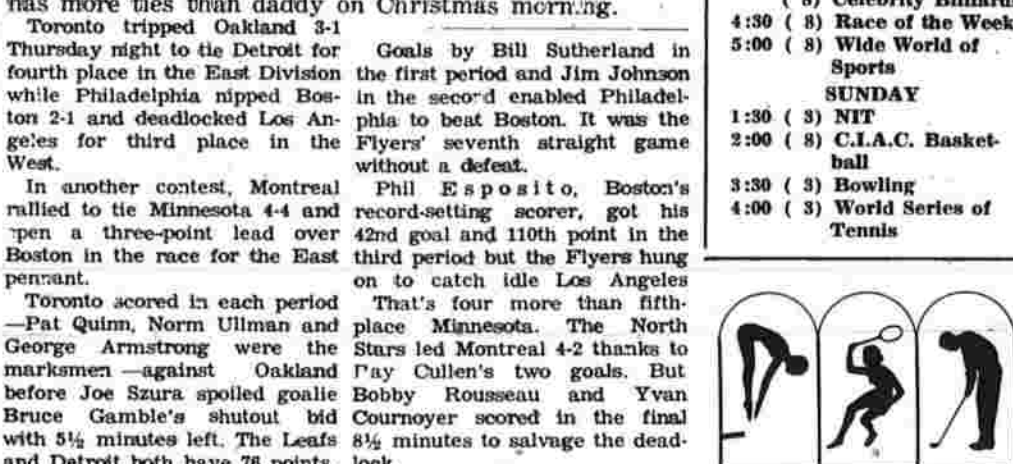 has more ties than daddy on Christmas morning.
Toronto tripped Oakland 3-1
Thursday night to tie Detroit for
fourth place in the East Division
while Philadelphia nipped Bos-
ton 2-1 and deadlocked Los An-
geles for third place in the
West.
In another contest, Montreal
rallied to tie Minnesota 4-4 and
open a three-point lead over
Boston in the race for the East
pennant.
Toronto scored in each period
—Pat Quinn, Norm Ullman and
George Armstrong were the
marksmen —against Oakland
before Joe Szura spoiled goalie
Bruce Gamble's shutout bid
with 5½ minutes left. The Leafs
and Detroit both have 76 points.
Goals by Bill Sutherland in
the first period and Jim Johnson
in the second enabled Philadel-
phia to beat Boston. It was the
Flyers' seventh straight game
without a defeat.
Phil Esposito, Boston's
record-setting scorer, got his
42nd goal and 110th point in the
third period but the Flyers hung
on to catch idle Los Angeles
That's four more than fifth-
place Minnesota. The North
Stars led Montreal 4-2 thanks to
Ray Cullen's two goals. But
Bobby Rousseau and Yvan
Cournoyer scored in the final
8½ minutes to salvage the dead-
lock.
( 8) Celebrity Billiards
4:30 ( 8) Race of the Week
5:00 ( 8) Wide World of
Sports
SUNDAY
1:30 ( 3) NIT
2:00 ( 8) C.I.A.C. Basket-
ball
3:30 ( 3) Bowling
4:00 ( 3) World Series of
Tennis